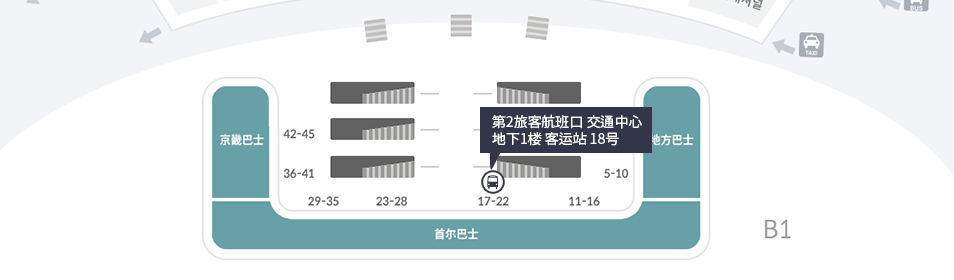 BUS
TAXI
第2旅客航班口 交通中心
地下1楼 客运站 18号
京畿巴士
42-45
地方巴士
36-41
5-10
29-35
23-28
17-22
11-16
首尔巴士
B1